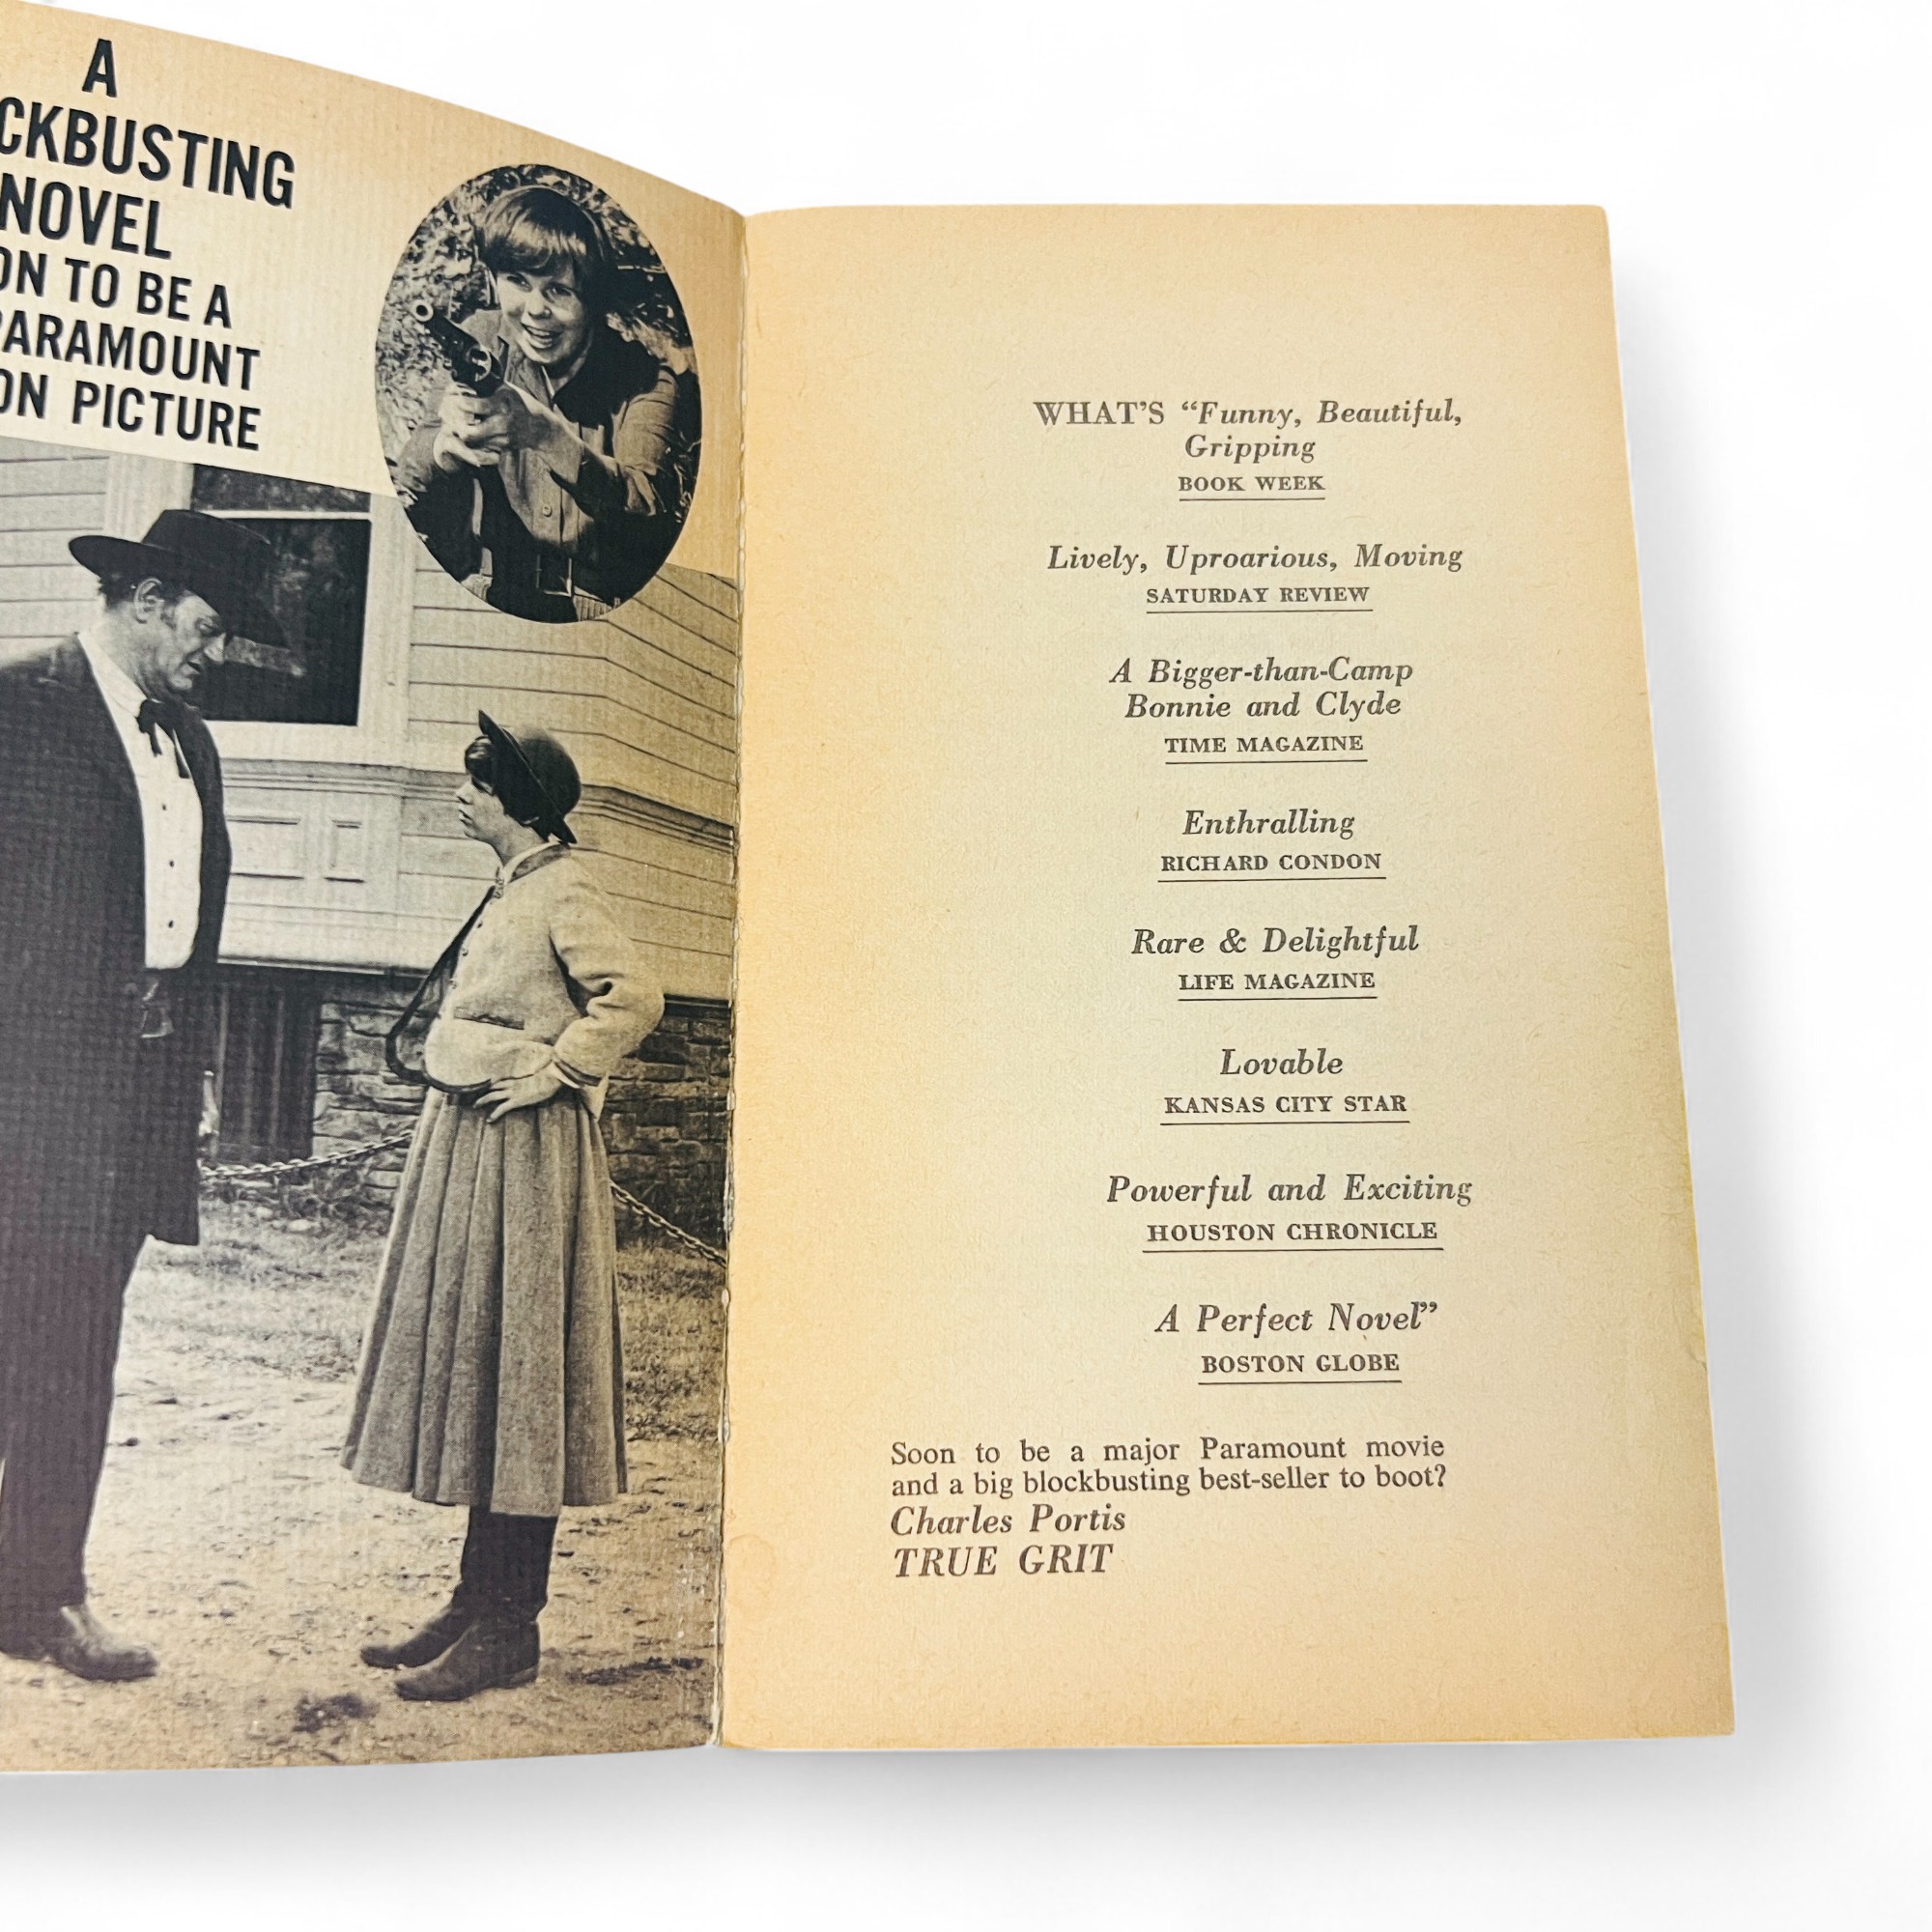 A
CKBUSTING
NOVEL
ON TO BE A
PARAMOUNT
ON PICTURE
WHAT'S “Funny, Beautiful,
Gripping
BOOK WEEK
Lively, Uproarious, Moving
SATURDAY REVIEW
A Bigger-than-Camp
Bonnie and Clyde
TIME MAGAZINE
Enthralling
RICHARD CONDON
Rare & Delightful
LIFE MAGAZINE
Lovable
KANSAS CITY STAR
Powerful and Exciting
HOUSTON CHRONICLE
A Perfect Novel”
BOSTON GLOBE
Soon to be a major Paramount movie
and a big blockbusting best-seller to boot?
Charles Portis
TRUE GRIT